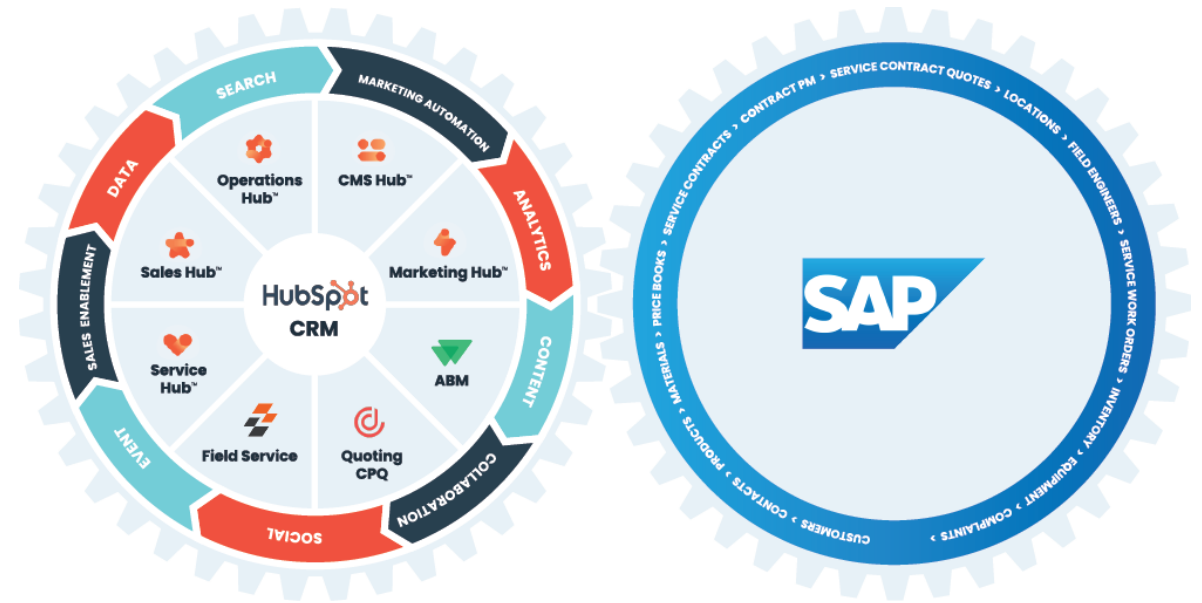 SEARCH
MARKETING AUTOMATION
ANALYTICS
CONTENT
COLLABORATION
SOCIAL
EVENT
SALES ENABLEMENT
DATA
Operations
Hub™
CMS Hub™
Sales Hub™
Marketing Hub™
HubSpot
CRM
Service
Hub™
ABM
Field Service
Quoting
CPQ
CUSTOMERS > CONTACTS > PRODUCTS > MATERIALS > PRICE BOOKS > SERVICE CONTRACTS > CONTRACT PM > SERVICE CONTRACT QUOTES > LOCATIONS > FIELD ENGINEERS > SERVICE WORK ORDERS > INVENTORY > EQUIPMENT > COMPLAINTS >
SAP